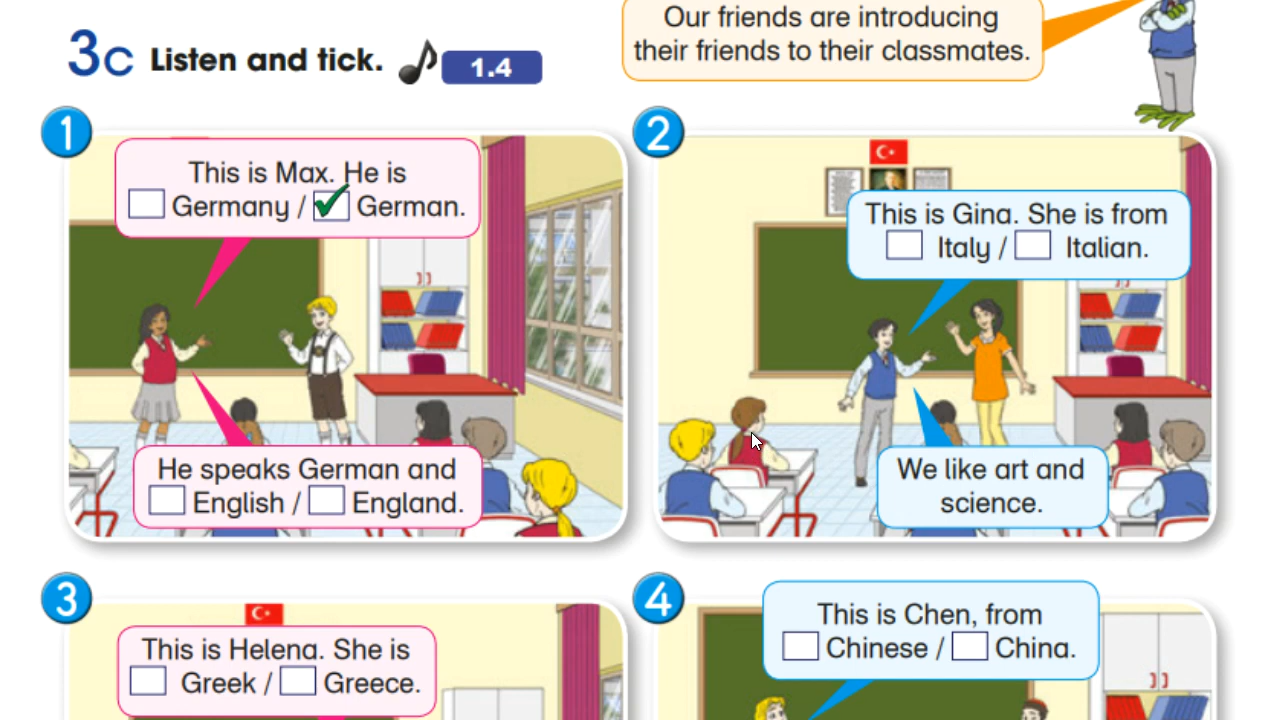 Our friends are introducing
their friends to their classmates.
3c Listen and tick. 1.4
1
This is Max. He is
Germany / German.
He speaks German and
English / England.
2
This is Gina. She is from
Italy / Italian.
We like art and
science.
3
This is Helena. She is
Greek / Greece.
4
This is Chen, from
Chinese / China.